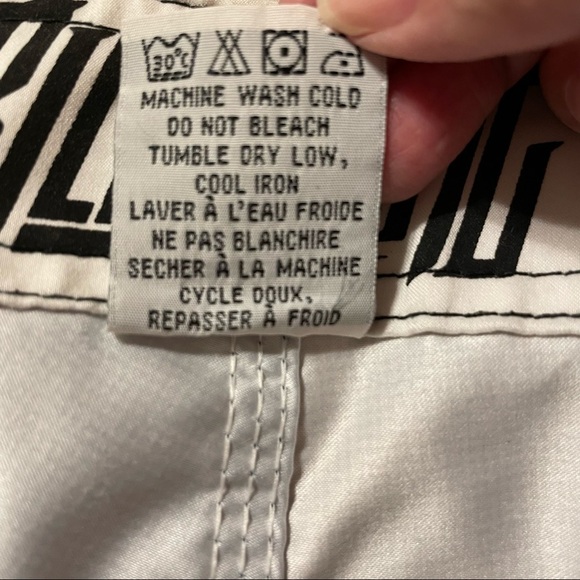 30°C
MACHINE WASH COLD
DO NOT BLEACH
TUMBLE DRY LOW,
COOL IRON
LAVER À L'EAU FROIDE
NE PAS BLANCHIRE
SECHER À LA MACHINE
CYCLE DOUX,
REPASSER À FROID